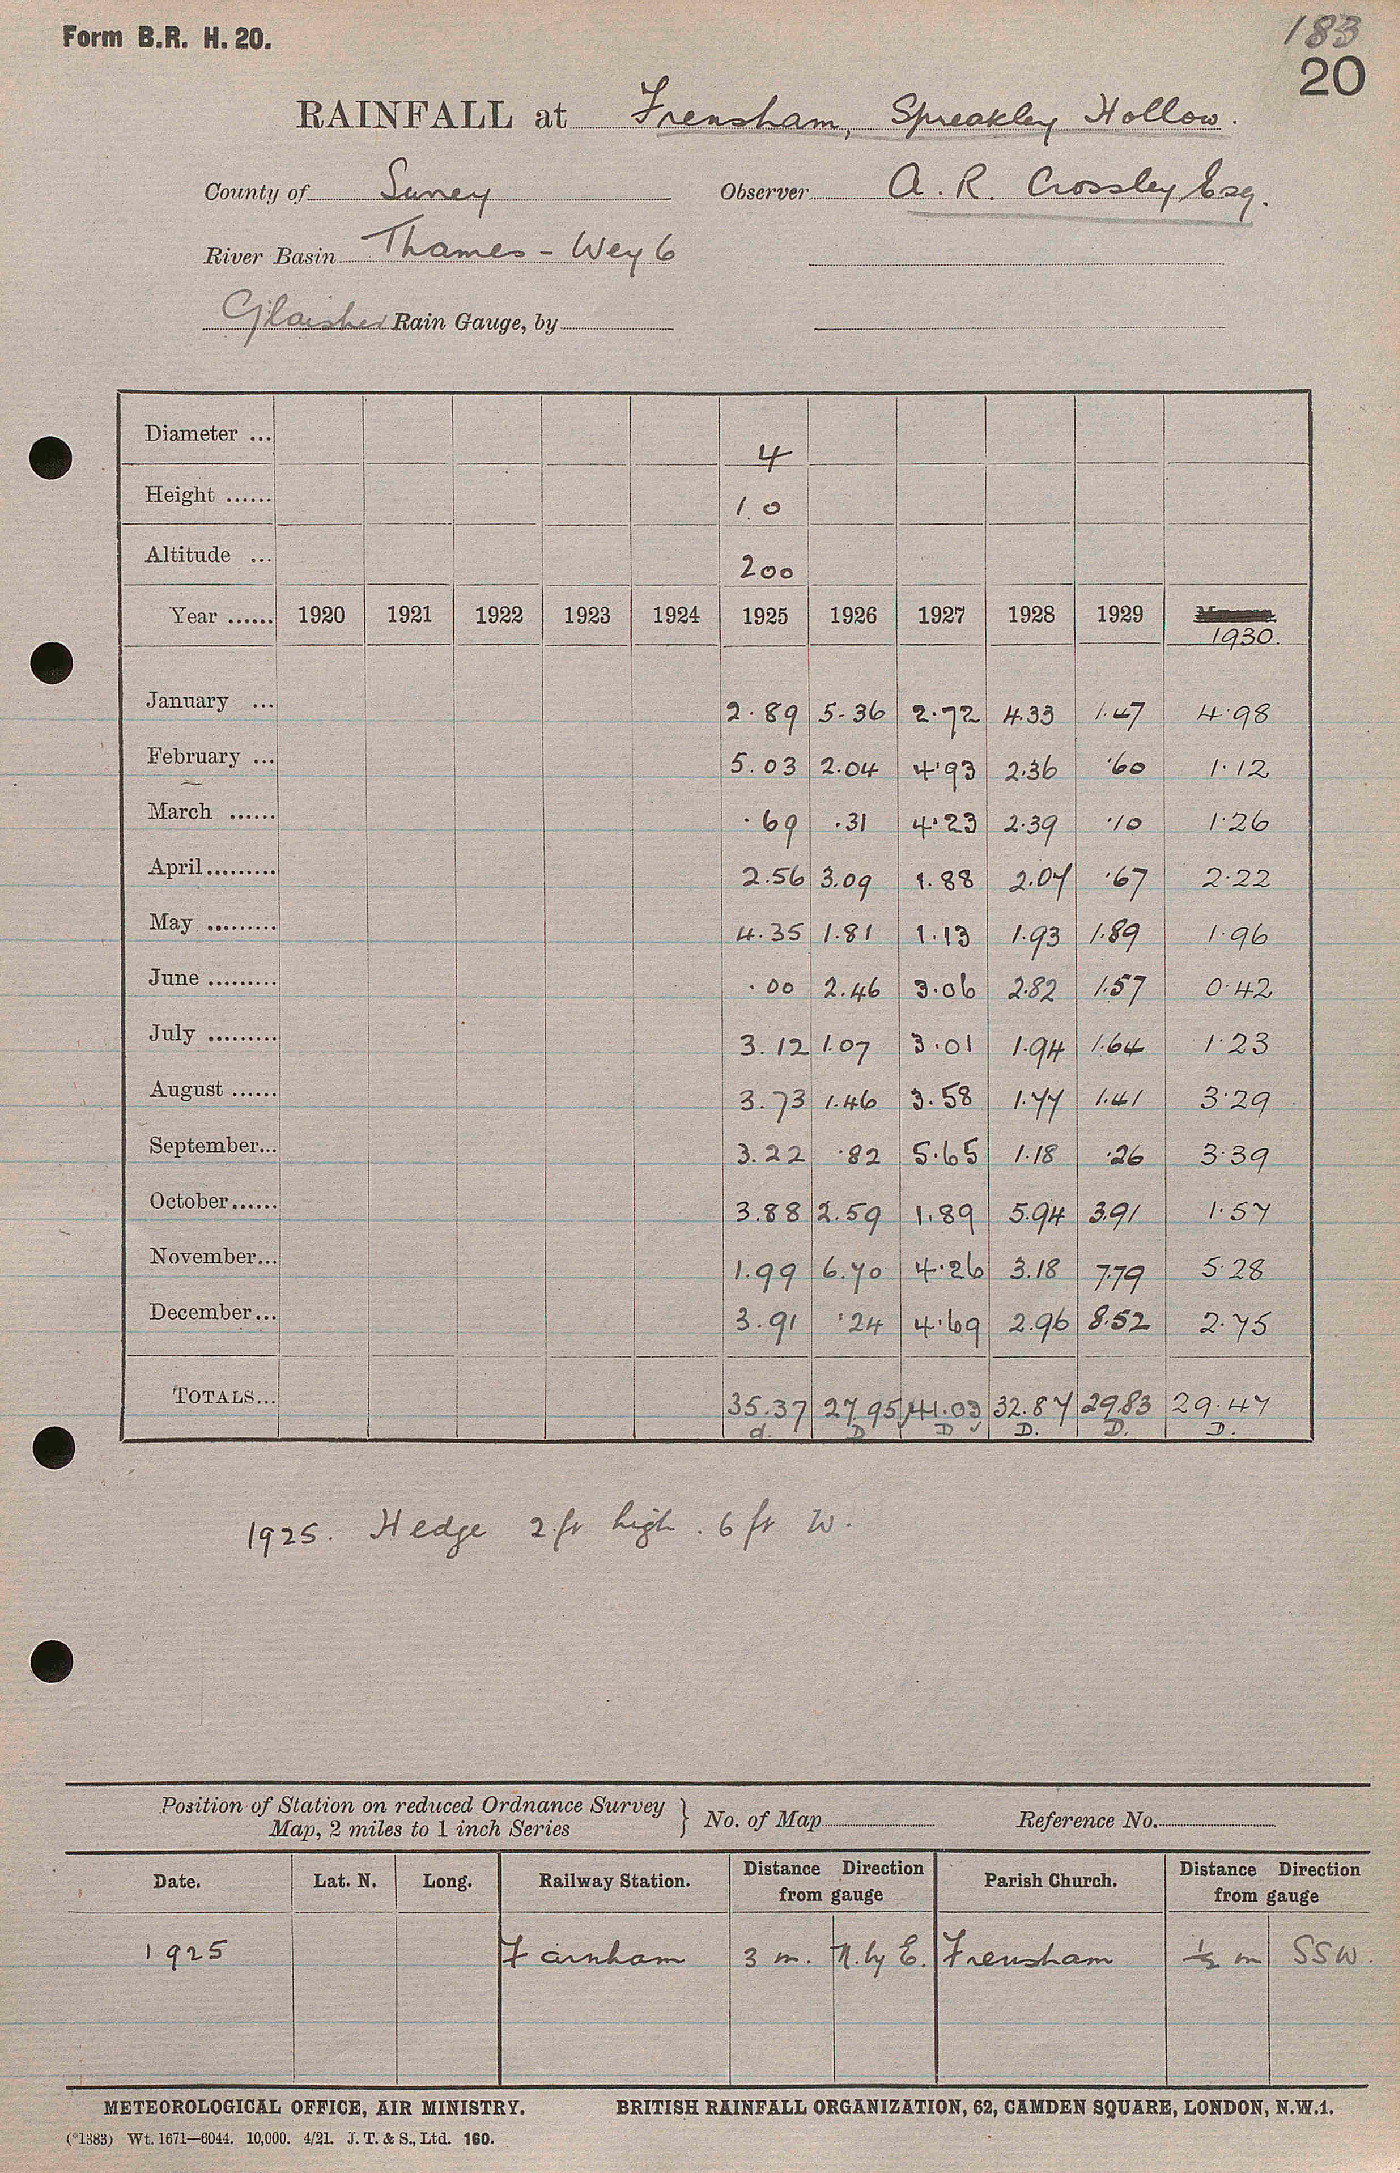 Form B.R. H. 20.
183
20
RAINFALL at Frensham, Spreakley Hollow.
County of Surrey Observer A. R. Crossley Esq.
River Basin Thames - Wey 6
Glaisher Rain Gauge, by
Diameter ... 4
Height ...... 10
Altitude ... 200
Year ...... 1920 1921 1922 1923 1924 1925 1926 1927 1928 1929 1930.
January ... 2.89 5.36 2.72 4.33 1.47 4.98
February ... 5.03 2.04 4.93 2.36 .60 1.12
March ...... .69 .31 4.23 2.39 .10 1.26
April ......... 2.56 3.09 1.88 2.07 .67 2.22
May ......... 4.35 1.81 1.13 1.93 1.89 1.96
June ......... .00 2.46 3.06 2.82 1.57 0.42
July ......... 3.12 1.07 3.01 1.94 1.64 1.23
August ...... 3.73 1.46 3.58 1.77 1.41 3.29
September... 3.22 .82 5.65 1.18 .26 3.39
October...... 3.88 2.59 1.89 5.94 3.91 1.57
November... 1.99 6.70 4.26 3.18 7.79 5.28
December... 3.91 .24 4.69 2.96 8.52 2.75
TOTALS... 35.37 27.95 41.03 32.87 29.83 29.47
d. D D D. D. D.
1925. Hedge 2 ft high. 6 ft W.
Position of Station on reduced Ordnance Survey
Map, 2 miles to 1 inch Series } No. of Map Reference No.
Date. Lat. N. Long. Railway Station. Distance Direction from gauge Parish Church. Distance Direction from gauge
1925 Farnham 3 m. N. by E. Frensham ½ m SSW.
METEOROLOGICAL OFFICE, AIR MINISTRY. BRITISH RAINFALL ORGANIZATION, 62, CAMDEN SQUARE, LONDON, N.W.1.
(*1383) Wt. 1671—6044. 10,000. 4/21. J. T. & S., Ltd. 160.